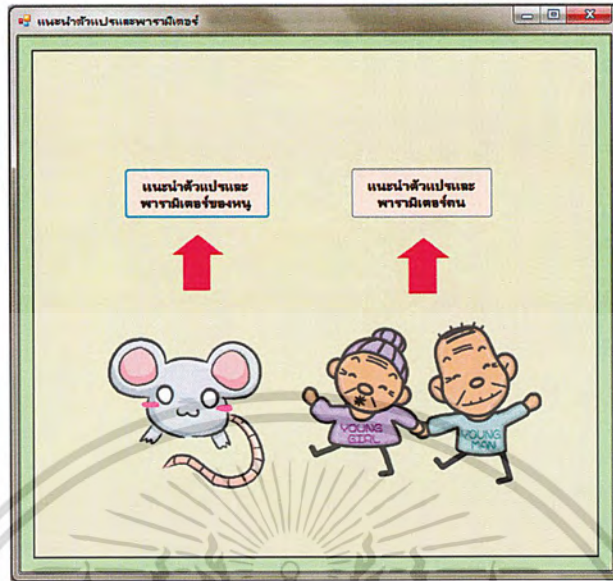 แนะนำตัวแปรและพารามิเตอร์
แนะนำตัวแปรและ
พารามิเตอร์ของหนู
แนะนำตัวแปรและ
พารามิเตอร์คน
YOUNG
GIRL
YOUNG
MAN